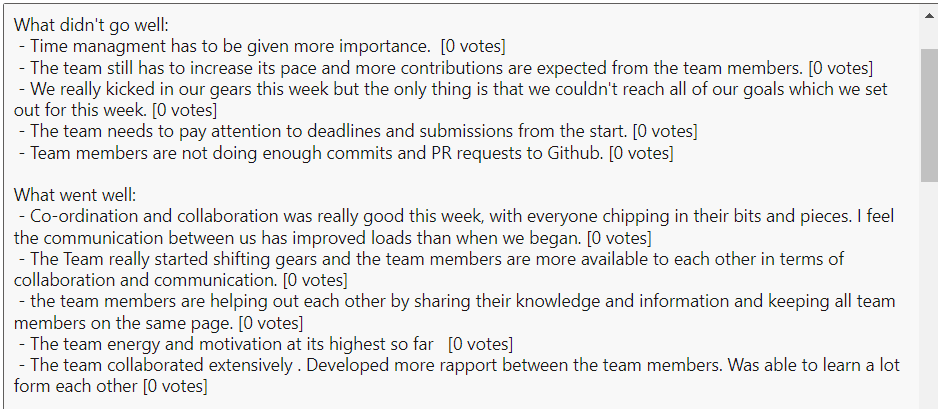 What didn't go well:
- Time managment has to be given more importance.  [0 votes]
- The team still has to increase its pace and more contributions are expected from the team members. [0 votes]
- We really kicked in our gears this week but the only thing is that we couldn't reach all of our goals which we set
out for this week. [0 votes]
- The team needs to pay attention to deadlines and submissions from the start. [0 votes]
- Team members are not doing enough commits and PR requests to Github. [0 votes]

What went well:
- Co-ordination and collaboration was really good this week, with everyone chipping in their bits and pieces. I feel
the communication between us has improved loads than when we began. [0 votes]
- The Team really started shifting gears and the team members are more available to each other in terms of
collaboration and communication. [0 votes]
- the team members are helping out each other by sharing their knowledge and information and keeping all team
members on the same page. [0 votes]
- The team energy and motivation at its highest so far   [0 votes]
- The team collaborated extensively . Developed more rapport between the team members. Was able to learn a lot
form each other [0 votes]